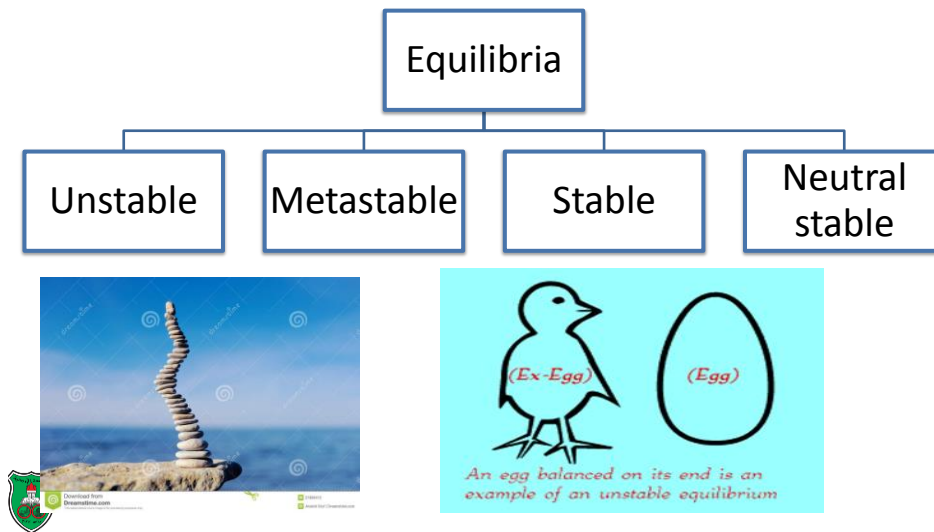 Equilibria
Unstable
Metastable
Stable
Neutral
stable
dreamstime
(Ex-Egg)
(Egg)
An egg balanced on its end is an
example of an unstable equilibrium
Download from
Dreamstime.com